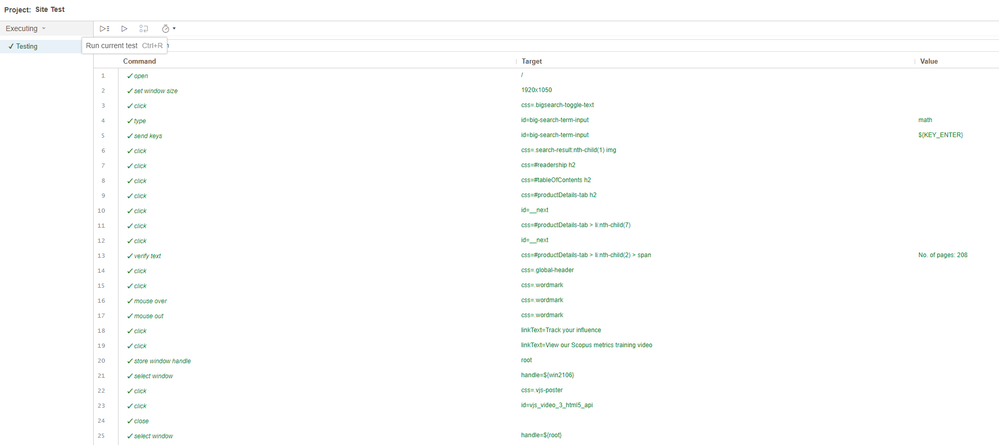 Project: Site Test
Executing
✓ Testing
Run current test Ctrl+R
Command Target Value
1 ✓ open /
2 ✓ set window size 1920x1050
3 ✓ click css=.bigsearch-toggle-text
4 ✓ type id=big-search-term-input math
5 ✓ send keys id=big-search-term-input ${KEY_ENTER}
6 ✓ click css=.search-result:nth-child(1) img
7 ✓ click css=#readership h2
8 ✓ click css=#tableOfContents h2
9 ✓ click css=#productDetails-tab h2
10 ✓ click id=__next
11 ✓ click css=#productDetails-tab > li:nth-child(7)
12 ✓ click id=__next
13 ✓ verify text css=#productDetails-tab > li:nth-child(2) > span No. of pages: 208
14 ✓ click css=.global-header
15 ✓ click css=.wordmark
16 ✓ mouse over css=.wordmark
17 ✓ mouse out css=.wordmark
18 ✓ click linkText=Track your influence
19 ✓ click linkText=View our Scopus metrics training video
20 ✓ store window handle root
21 ✓ select window handle=${win2106}
22 ✓ click css=.vjs-poster
23 ✓ click id=vjs_video_3_html5_api
24 ✓ close
25 ✓ select window handle=${root}